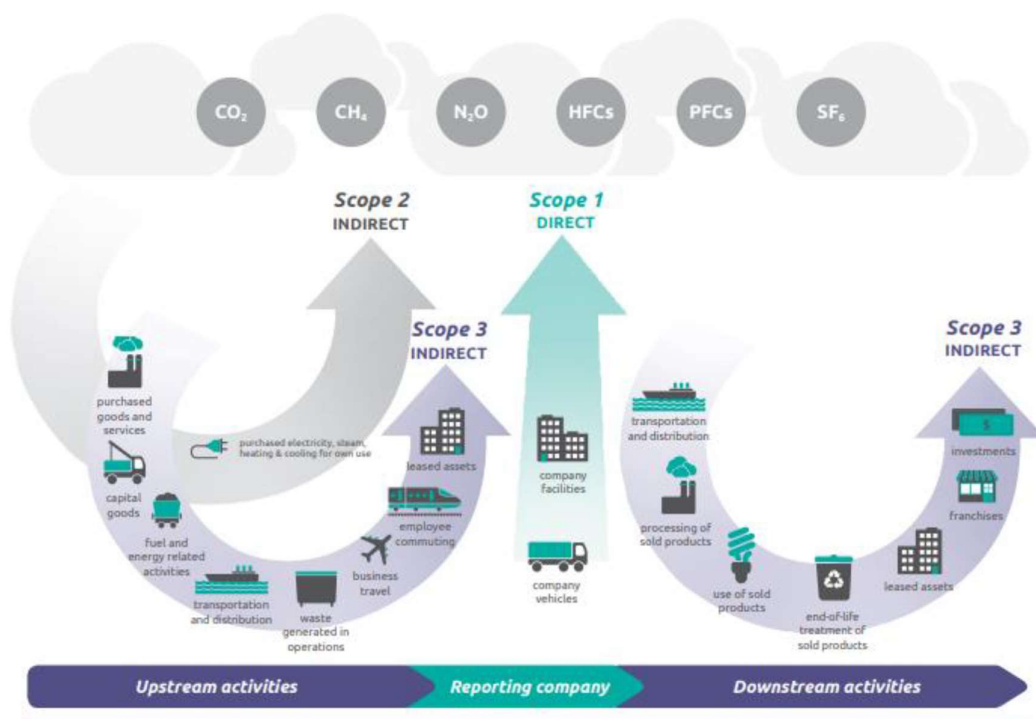 CO₂
CH₄
N₂O
HFCs
PFCs
SF₆
Scope 2
INDIRECT
Scope 1
DIRECT
Scope 3
INDIRECT
Scope 3
INDIRECT
purchased
goods and
services
capital
goods
fuel and
energy related
activities
purchased electricity, steam,
heating & cooling for own use
transportation
and distribution
waste
generated in
operations
business
travel
employee
commuting
leased assets
company
facilities
company
vehicles
transportation
and distribution
processing of
sold products
use of sold
products
end-of-life
treatment of
sold products
leased assets
franchises
$
investments
Upstream activities
Reporting company
Downstream activities